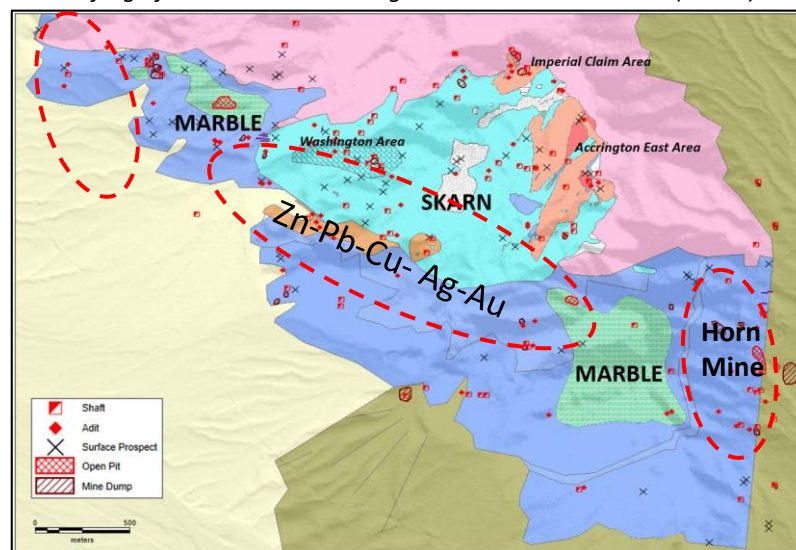 Imperial Claim Area
MARBLE
Washington Area
Accrington East Area
SKARN
Zn-Pb-Cu- Ag-Au
Horn
Mine
MARBLE
Shaft
Adit
Surface Prospect
Open Pit
Mine Dump
0 500
meters